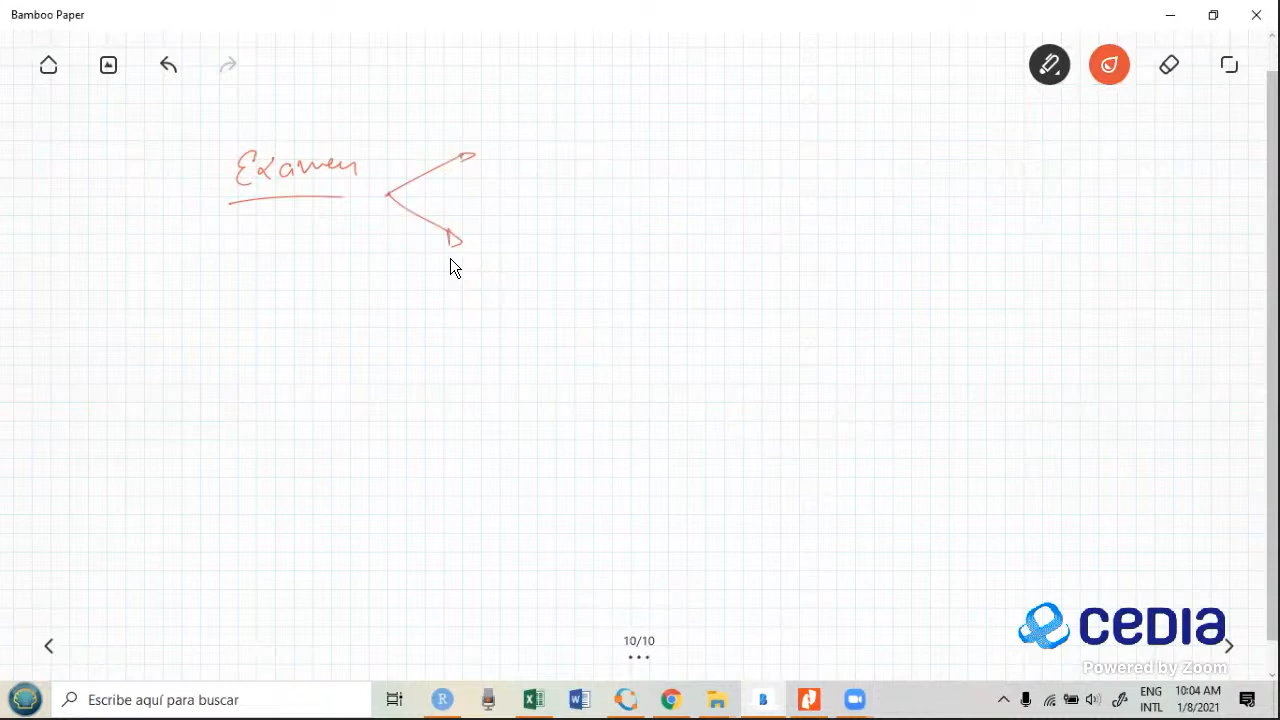 Bamboo Paper
Examen
10/10
CEDIA
Powered by Zoom
Escribe aquí para buscar
ENG
INTL
10:04 AM
1/8/2021